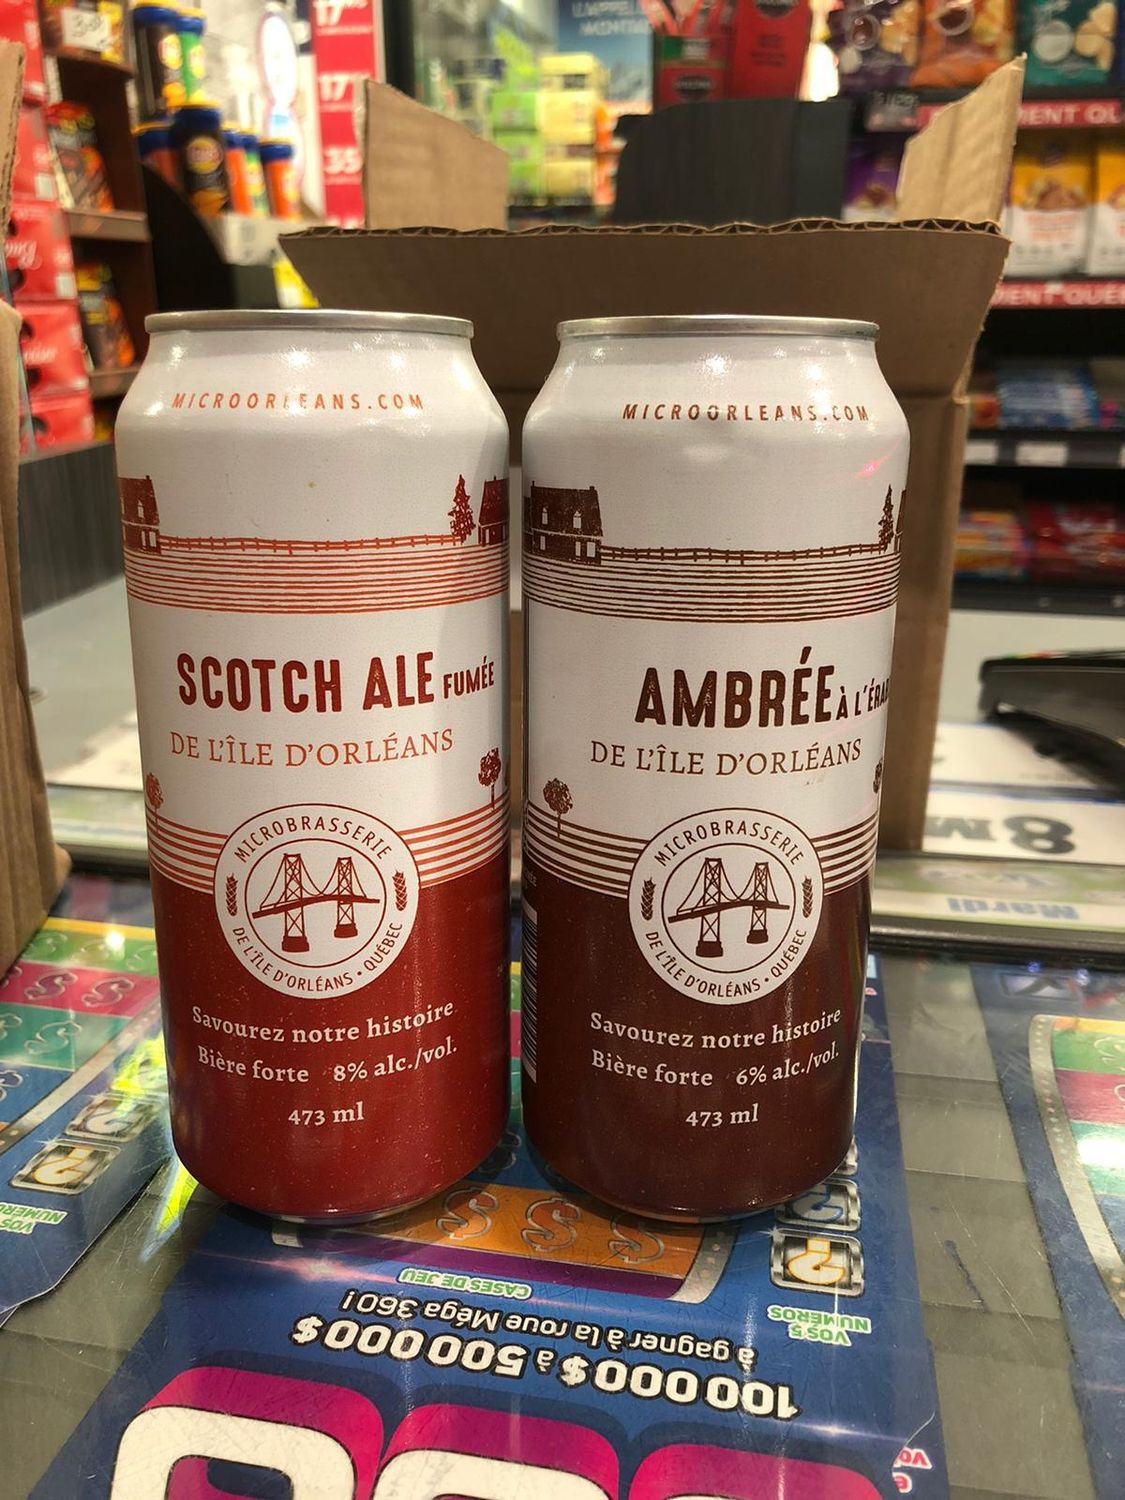 MICROORLEANS.COM
SCOTCH ALE FUMÉE
DE L'ÎLE D'ORLÉANS
MICROBRASSERIE
DE L'ÎLE D'ORLÉANS • QUÉBEC
Savourez notre histoire
Bière forte 8% alc./vol.
473 ml
MICROORLEANS.COM
AMBRÉE À L'ÉRA
DE L'ÎLE D'ORLÉANS
MICROBRASSERIE
DE L'ÎLE D'ORLÉANS • QUÉBEC
Savourez notre histoire
Bière forte 6% alc./vol.
473 ml
Mardi
CASES DE JEU
VOS 5
NUMÉROS
100 000 $ à 500 000 $
à gagner à la roue Méga 360!